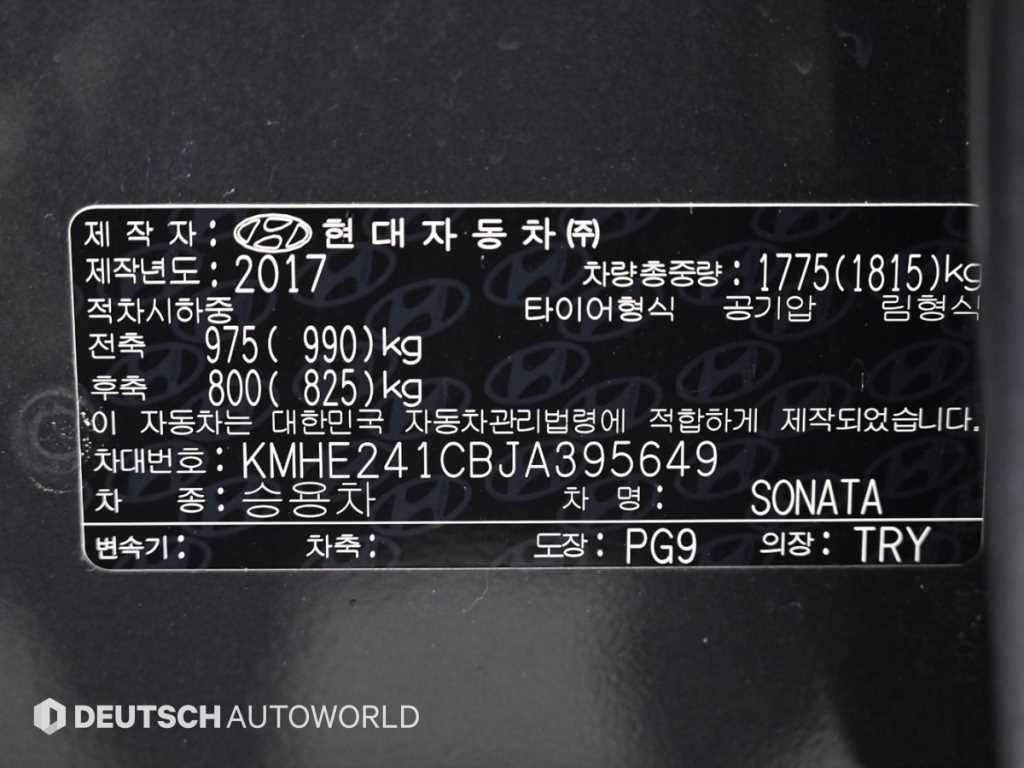 제 작 자 : 현대자동차㈜
제작년도 : 2017 차량총중량 : 1775(1815)kg
적차시하중 타이어형식 공기압 림형식
전축 975( 990)kg
후축 800( 825)kg
이 자동차는 대한민국 자동차관리법령에 적합하게 제작되었습니다.
차대번호 : KMHE241CBJA395649
차 종 : 승용차 차 명 : SONATA
변속기 : 차축 : 도장 : PG9 의장 : TRY
DEUTSCH AUTOWORLD